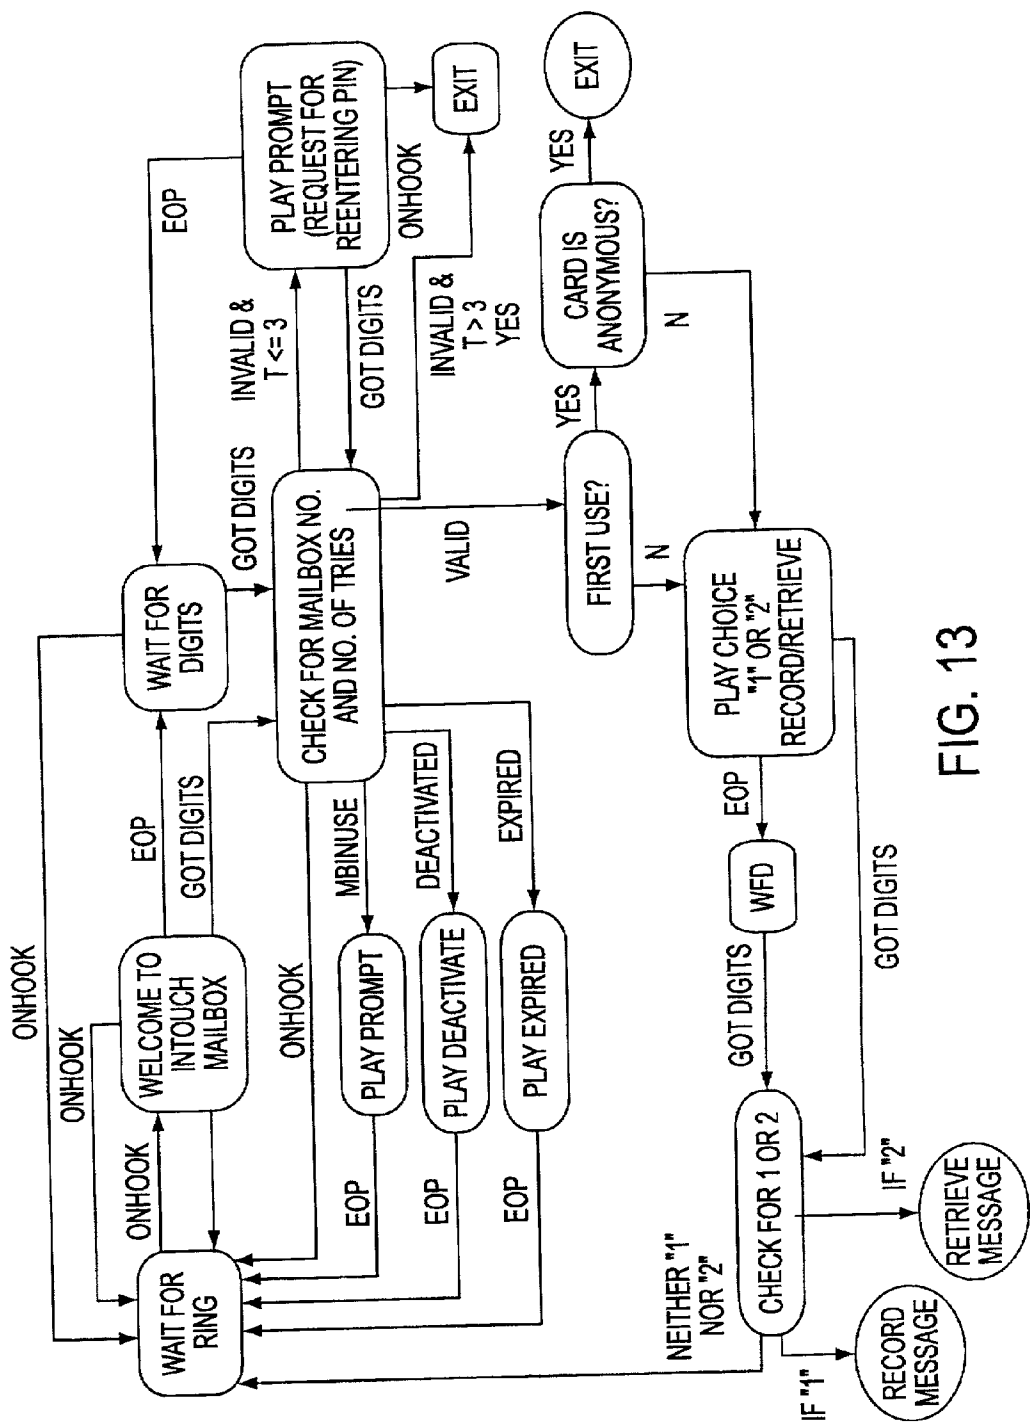 ONHOOK
ONHOOK
WAIT FOR
RING
ONHOOK
WELCOME TO
INTOUCH
MAILBOX
EOP
GOT DIGITS
WAIT FOR
DIGITS
EOP
GOT DIGITS
PLAY PROMPT
(REQUEST FOR
REENTERING PIN)
INVALID &
T <= 3
GOT DIGITS
ONHOOK
EXIT
INVALID &
T > 3
YES
CHECK FOR MAILBOX NO.
AND NO. OF TRIES
ONHOOK
MBINUSE
DEACTIVATED
EXPIRED
PLAY PROMPT
PLAY DEACTIVATE
PLAY EXPIRED
EOP
EOP
EOP
VALID
FIRST USE?
YES
CARD IS
ANONYMOUS?
YES
EXIT
N
N
PLAY CHOICE
"1" OR "2"
RECORD/RETRIEVE
EOP
WFD
GOT DIGITS
GOT DIGITS
CHECK FOR 1 OR 2
NEITHER "1"
NOR "2"
IF "1"
RECORD
MESSAGE
IF "2"
RETRIEVE
MESSAGE
FIG. 13